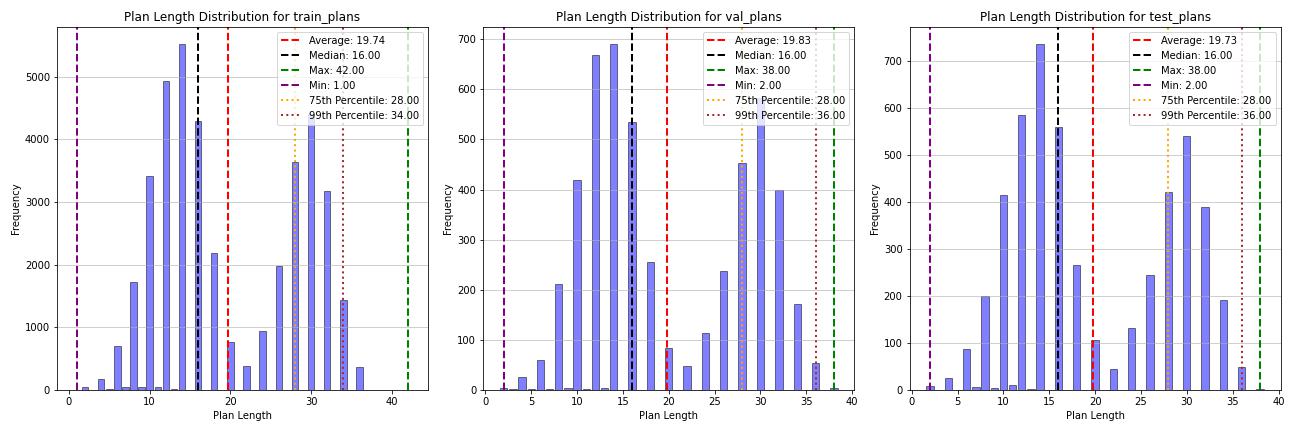 Plan Length Distribution for train_plans
Average: 19.74
Median: 16.00
Max: 42.00
Min: 1.00
75th Percentile: 28.00
99th Percentile: 34.00
Frequency
5000
4000
3000
2000
1000
0
0 10 20 30 40
Plan Length
Plan Length Distribution for val_plans
Average: 19.83
Median: 16.00
Max: 38.00
Min: 2.00
75th Percentile: 28.00
99th Percentile: 36.00
Frequency
700
600
500
400
300
200
100
0
0 5 10 15 20 25 30 35 40
Plan Length
Plan Length Distribution for test_plans
Average: 19.73
Median: 16.00
Max: 38.00
Min: 2.00
75th Percentile: 28.00
99th Percentile: 36.00
Frequency
700
600
500
400
300
200
100
0
0 5 10 15 20 25 30 35 40
Plan Length